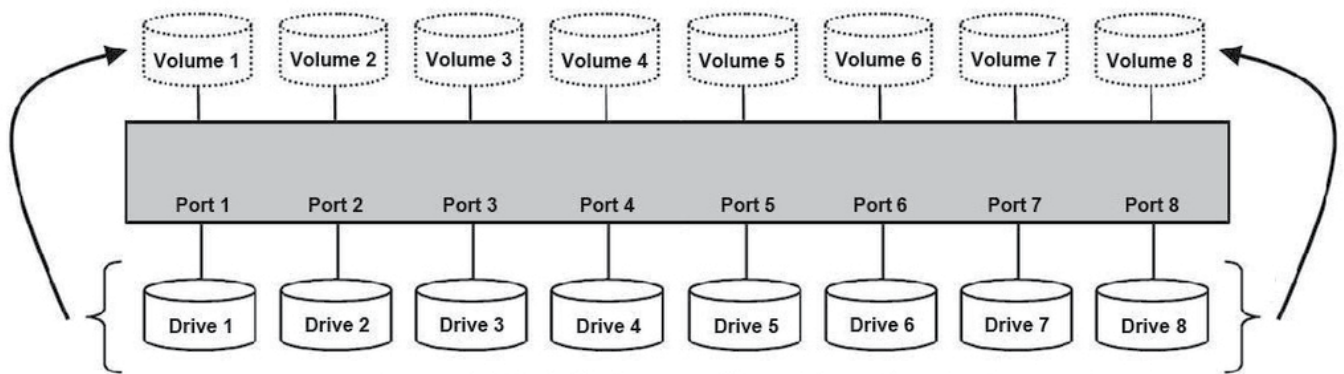 Volume 1 Volume 2 Volume 3 Volume 4 Volume 5 Volume 6 Volume 7 Volume 8
Port 1 Port 2 Port 3 Port 4 Port 5 Port 6 Port 7 Port 8
Drive 1 Drive 2 Drive 3 Drive 4 Drive 5 Drive 6 Drive 7 Drive 8